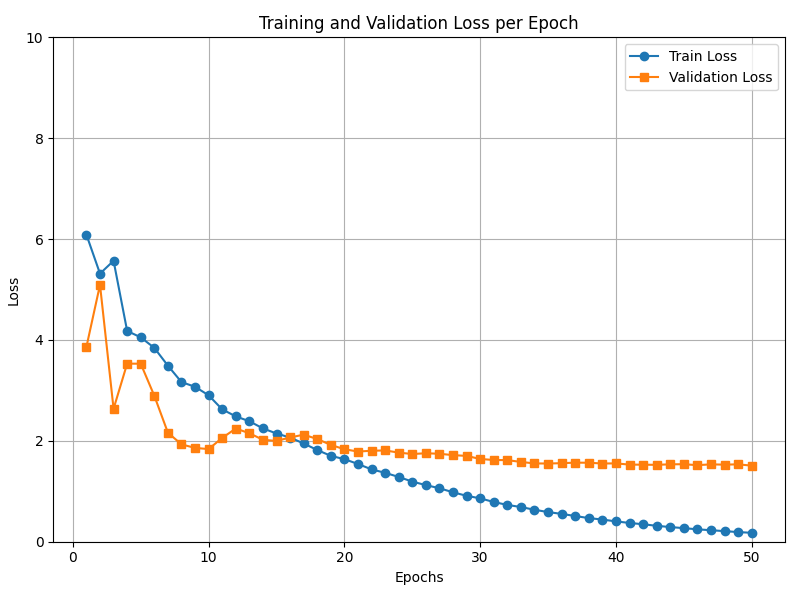 Training and Validation Loss per Epoch
Train Loss
Validation Loss
Loss
10
8
6
4
2
0
0 10 20 30 40 50
Epochs